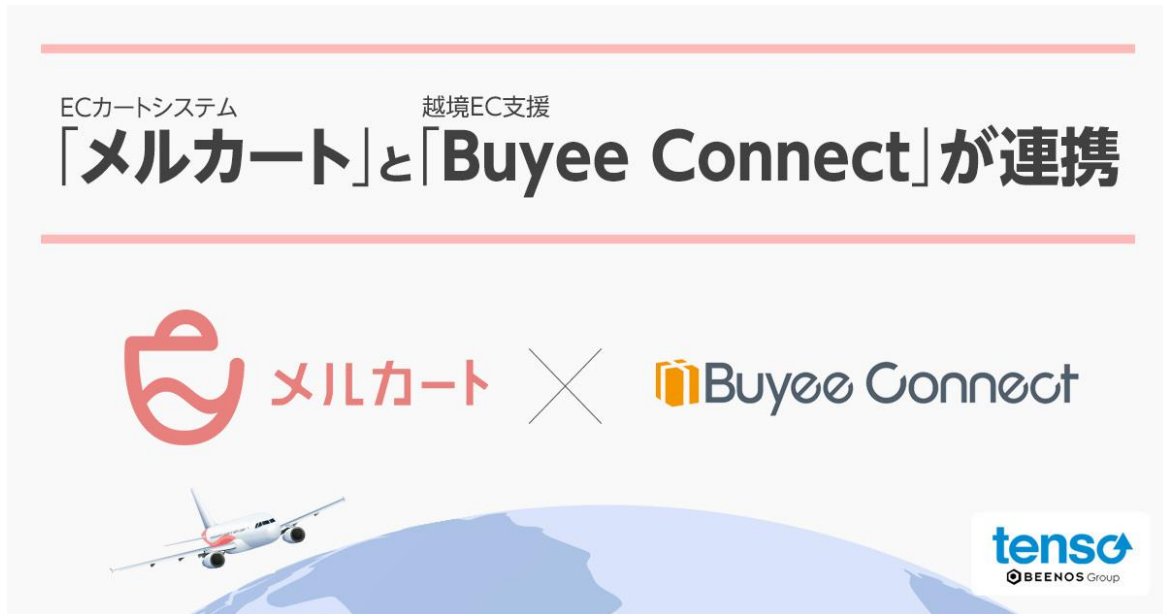 ECカートシステム 越境EC支援
「メルカート」と「Buyee Connect」が連携
メルカート
Buyee Connect
tenso
BEENOS Group